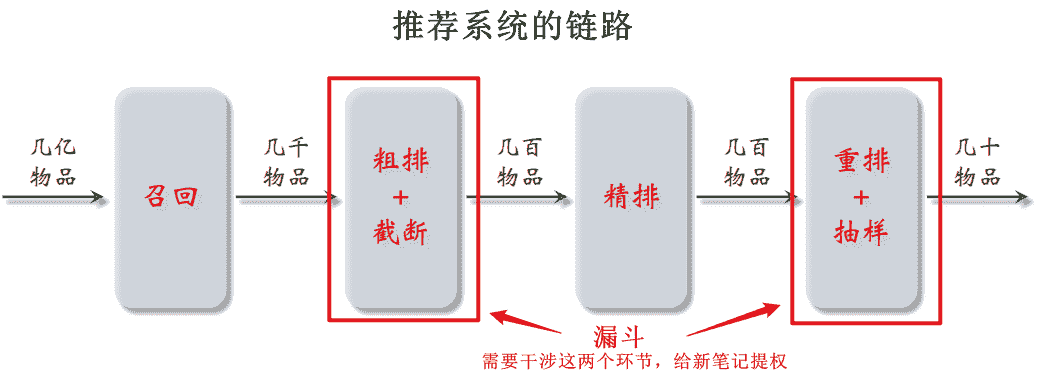 推荐系统的链路
几亿
物品
召回
几千
物品
粗排
+
截断
几百
物品
精排
几百
物品
重排
+
抽样
几十
物品
漏斗
需要干涉这两个环节，给新笔记提权